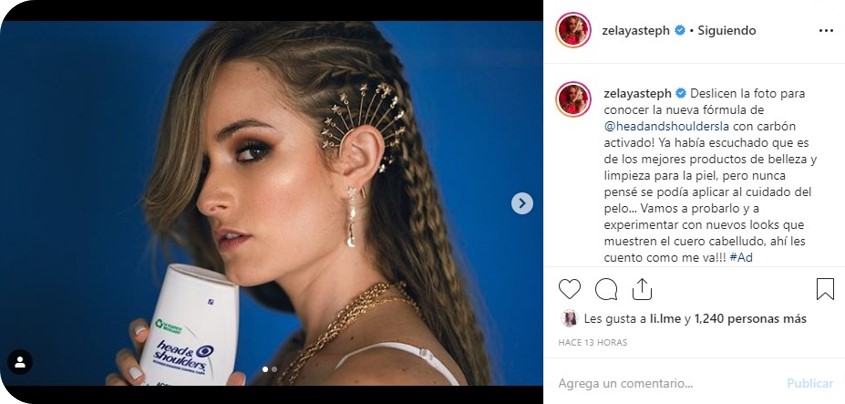 zelayasteph • Siguiendo
zelayasteph Deslicen la foto para
conocer la nueva fórmula de
@headandshouldersla con carbón
activado! Ya había escuchado que es
de los mejores productos de belleza y
limpieza para la piel, pero nunca
pensé se podía aplicar al cuidado del
pelo... Vamos a probarlo y a
experimentar con nuevos looks que
muestren el cuero cabelludo, ahí les
cuento como me va!!! #Ad
Les gusta a li.lme y 1,240 personas más
HACE 13 HORAS
Agrega un comentario... Publicar
head &
shoulders